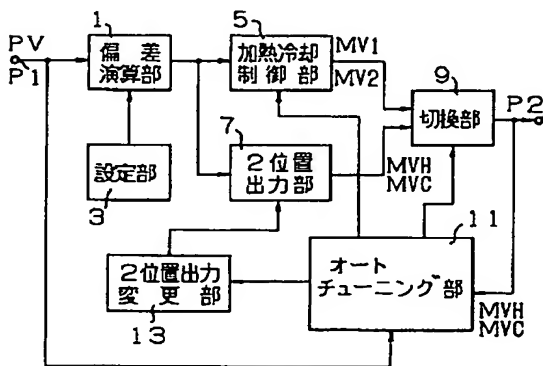 PV
P1
1
偏差
演算部
設定部
3
5
加熱冷却
制御部
MV1
MV2
7
2位置
出力部
MVH
MVC
9
切換部
P2
11
オート
チューニング部
MVH
MVC
2位置出力
変更部
13